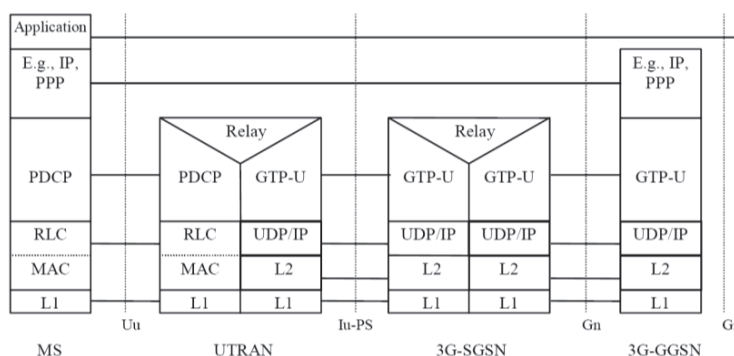 Application
E.g., IP,
PPP
E.g., IP,
PPP
Relay
Relay
PDCP
PDCP
GTP-U
GTP-U
GTP-U
GTP-U
RLC
RLC
UDP/IP
UDP/IP
UDP/IP
UDP/IP
MAC
MAC
L2
L2
L2
L2
L1
L1
L1
L1
L1
L1
Uu
Iu-PS
Gn
G
MS
UTRAN
3G-SGSN
3G-GGSN